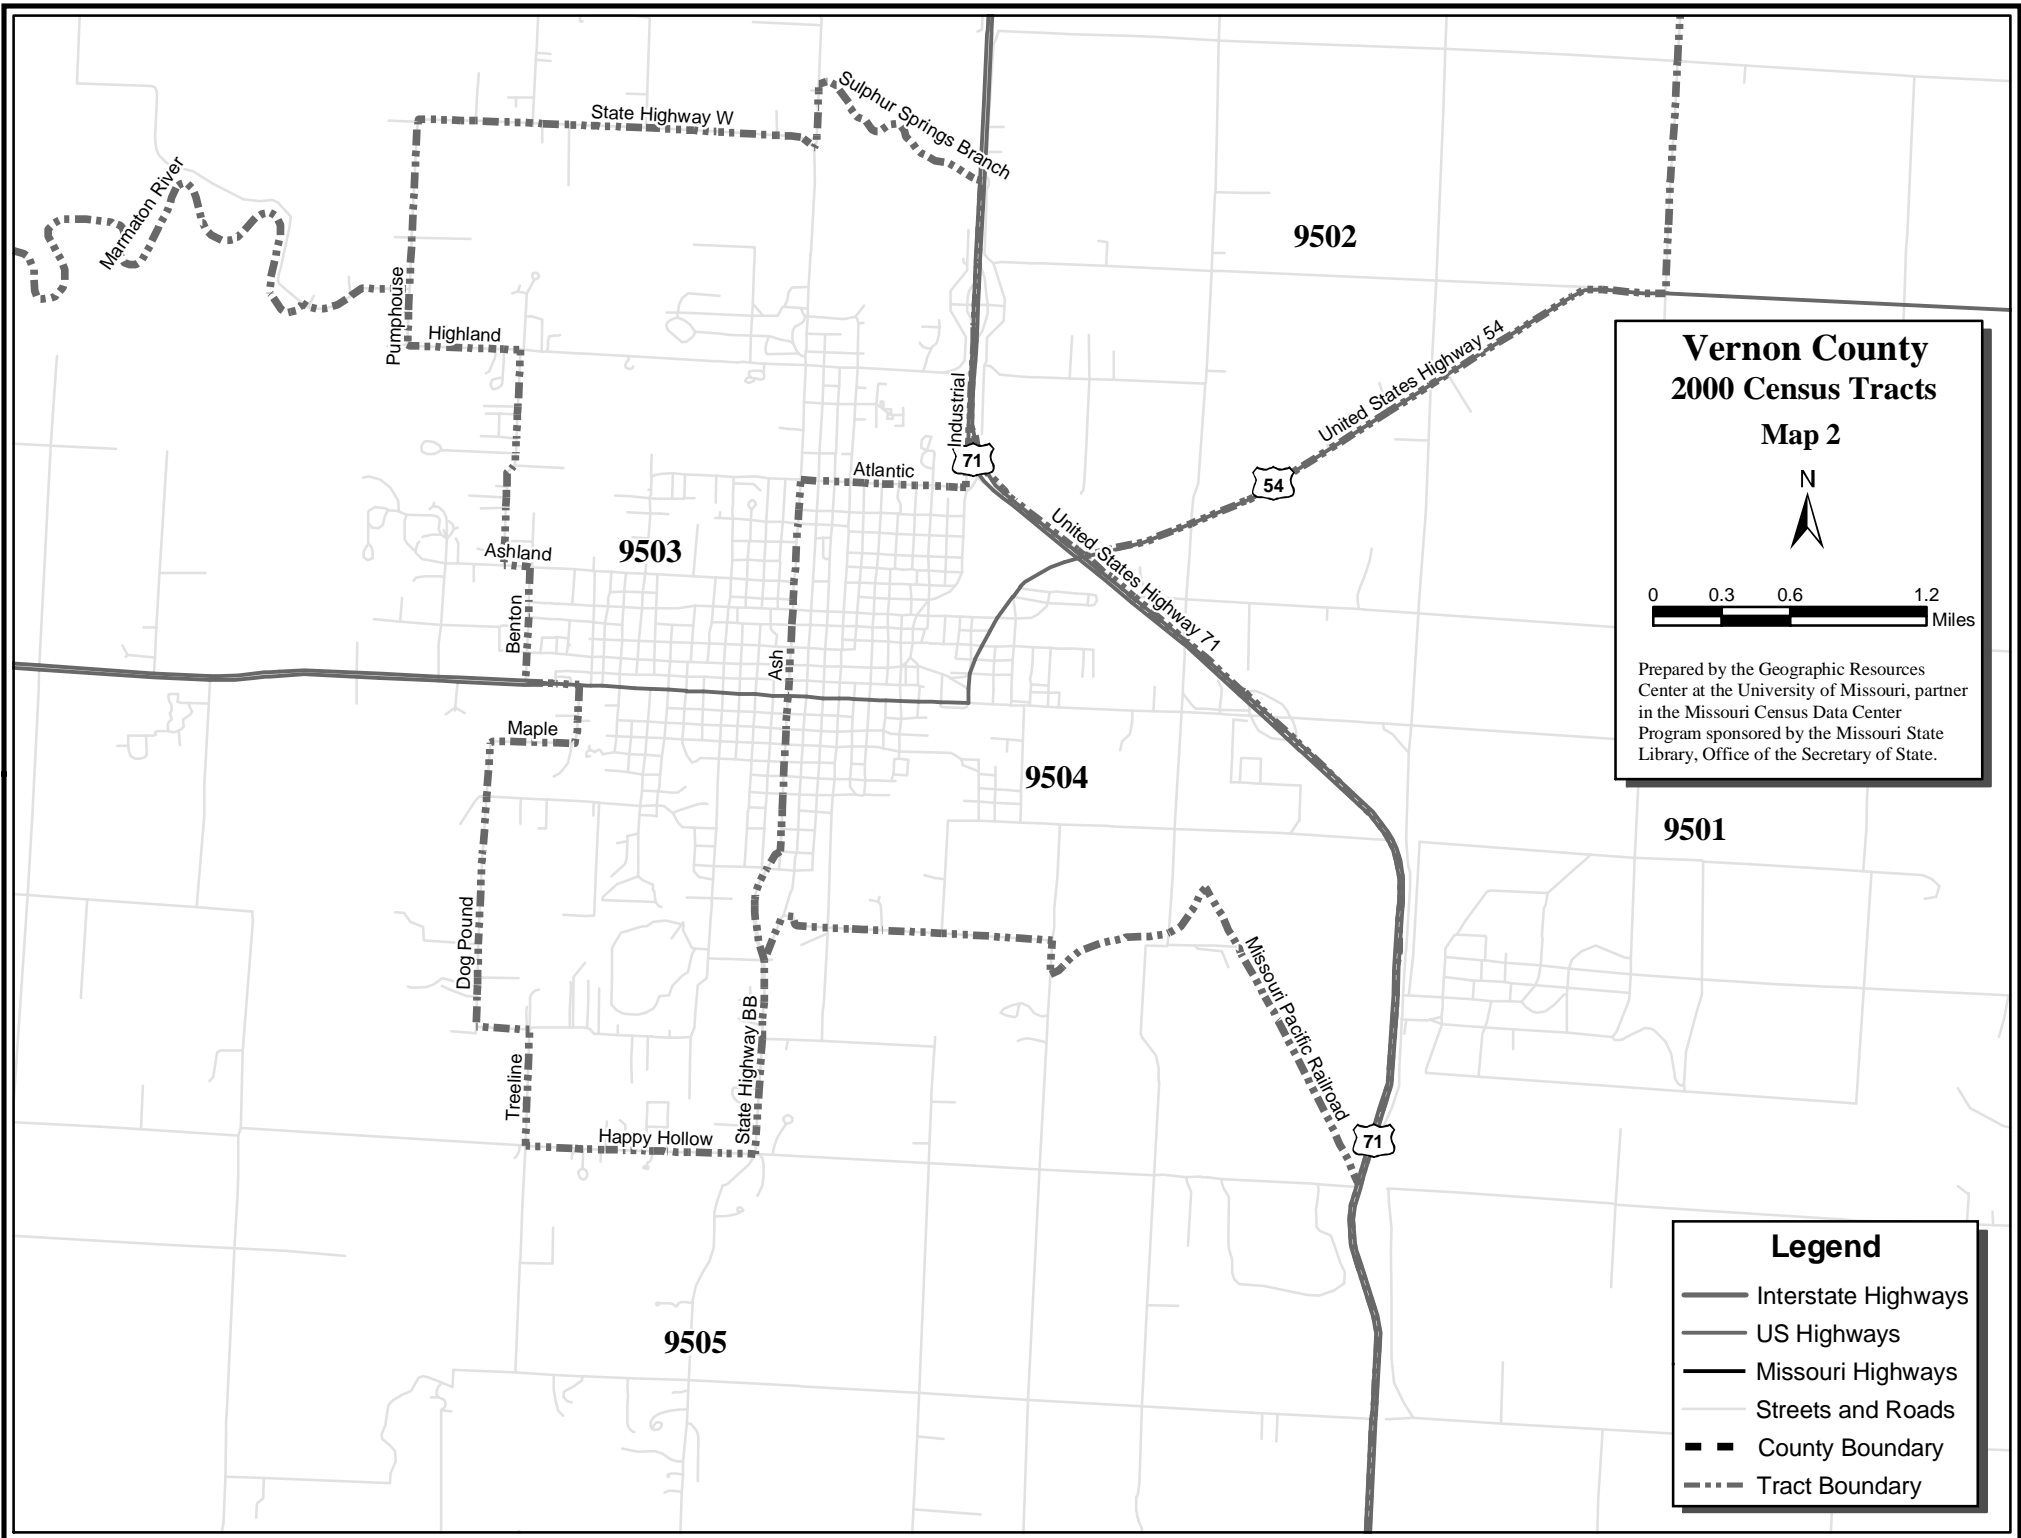 State Highway W
Sulphur Springs Branch
Marmaton River
9502
Pumphouse
Highland
United States Highway 54
Vernon County
2000 Census Tracts
Map 2
N
0 0.3 0.6 1.2
Miles
Prepared by the Geographic Resources
Center at the University of Missouri, partner
in the Missouri Census Data Center
Program sponsored by the Missouri State
Library, Office of the Secretary of State.
Industrial
71
Atlantic
54
United States Highway 71
Ashland
9503
Benton
Ash
Maple
9504
9501
Dog Pound
Missouri Pacific Railroad
State Highway BB
Treeline
Happy Hollow
71
9505
Legend
Interstate Highways
US Highways
Missouri Highways
Streets and Roads
County Boundary
Tract Boundary